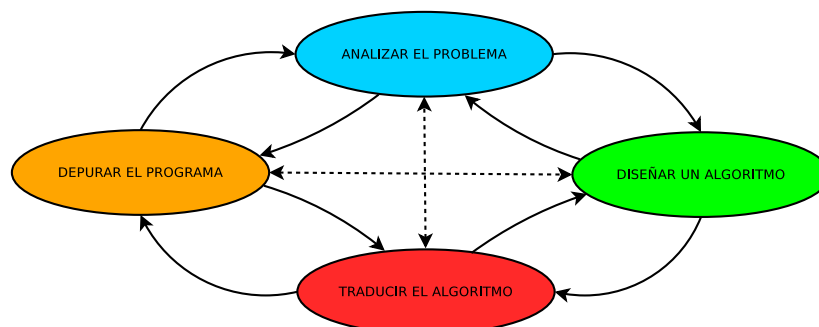 ANALIZAR EL PROBLEMA
DEPURAR EL PROGRAMA
DISEÑAR UN ALGORITMO
TRADUCIR EL ALGORITMO